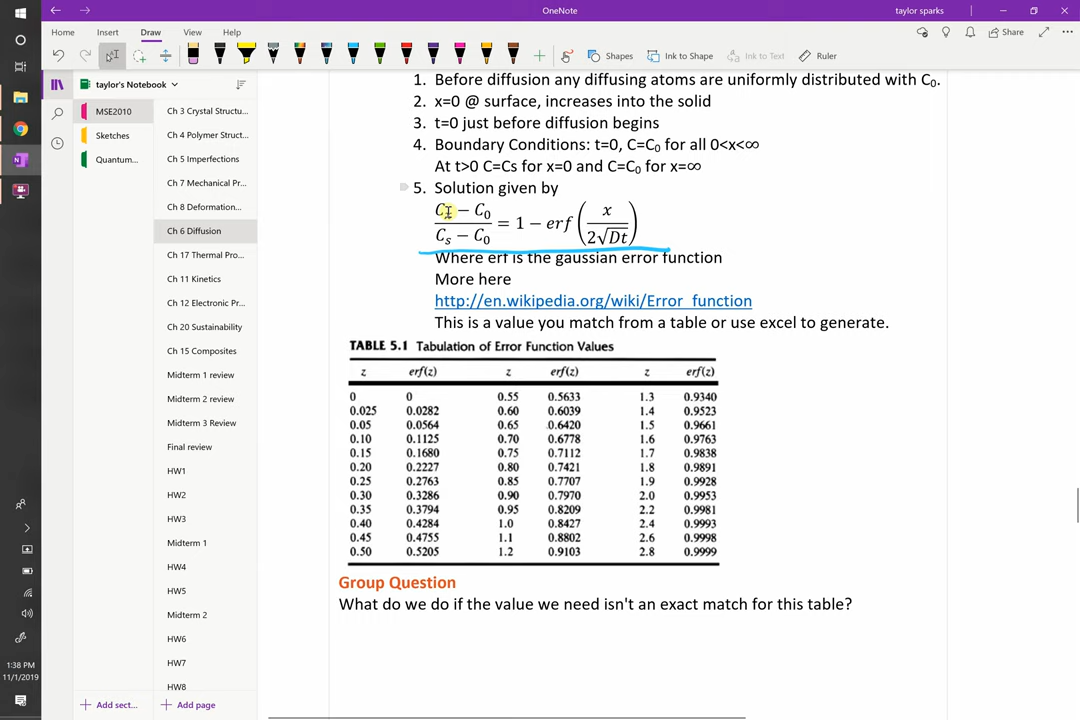 OneNote
taylor sparks
Home Insert Draw View Help
Share
Shapes Ink to Shape Ink to Text Ruler
taylor's Notebook
MSE2010
Sketches
Quantum...
Ch 3 Crystal Structu...
Ch 4 Polymer Struct...
Ch 5 Imperfections
Ch 7 Mechanical Pr...
Ch 8 Deformation...
Ch 6 Diffusion
Ch 17 Thermal Pro...
Ch 11 Kinetics
Ch 12 Electronic Pr...
Ch 20 Sustainability
Ch 15 Composites
Midterm 1 review
Midterm 2 review
Midterm 3 Review
Final review
HW1
HW2
HW3
Midterm 1
HW4
HW5
Midterm 2
HW6
HW7
HW8
Add sect...
Add page
1:38 PM
11/1/2019
1. Before diffusion any diffusing atoms are uniformly distributed with C₀.
2. x=0 @ surface, increases into the solid
3. t=0 just before diffusion begins
4. Boundary Conditions: t=0, C=C₀ for all 0<x<∞
At t>0 C=Cs for x=0 and C=C₀ for x=∞
5. Solution given by
Cₓ − C₀
Cₛ − C₀
= 1 − erf (x / 2√Dt)
Where erf is the gaussian error function
More here
http://en.wikipedia.org/wiki/Error_function
This is a value you match from a table or use excel to generate.
TABLE 5.1 Tabulation of Error Function Values
z erf(z) z erf(z) z erf(z)
0 0 0.55 0.5633 1.3 0.9340
0.025 0.0282 0.60 0.6039 1.4 0.9523
0.05 0.0564 0.65 0.6420 1.5 0.9661
0.10 0.1125 0.70 0.6778 1.6 0.9763
0.15 0.1680 0.75 0.7112 1.7 0.9838
0.20 0.2227 0.80 0.7421 1.8 0.9891
0.25 0.2763 0.85 0.7707 1.9 0.9928
0.30 0.3286 0.90 0.7970 2.0 0.9953
0.35 0.3794 0.95 0.8209 2.2 0.9981
0.40 0.4284 1.0 0.8427 2.4 0.9993
0.45 0.4755 1.1 0.8802 2.6 0.9998
0.50 0.5205 1.2 0.9103 2.8 0.9999
Group Question
What do we do if the value we need isn't an exact match for this table?